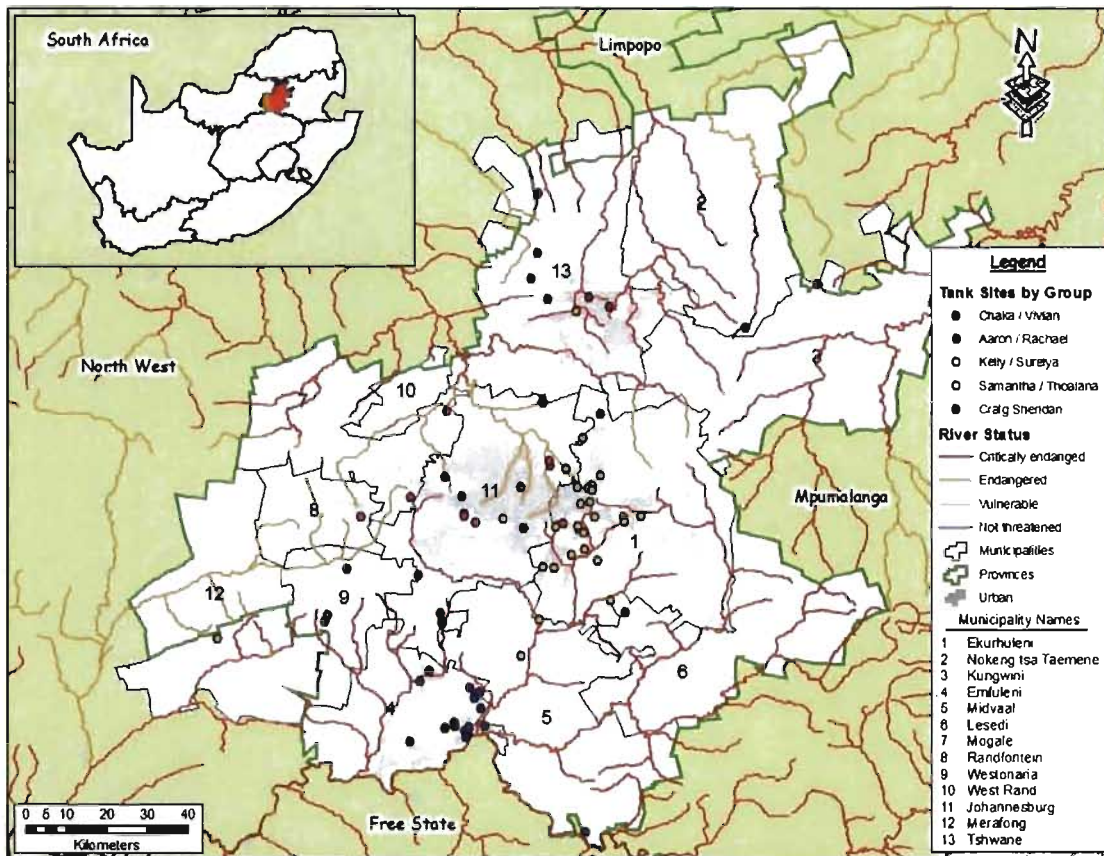 South Africa
Limpopo
N
North West
Mpumalanga
Free State
2
13
3
10
11
8
1
12
9
6
4
5
0 5 10 20 30 40
Kilometers
Legend
Tank Sites by Group
Chaka / Vivian
Aaron / Rachael
Kelly / Sureiya
Samantha / Thoalana
Craig Sheridan
River Status
Critically endangered
Endangered
Vulnerable
Not threatened
Municipalities
Provinces
Urban
Municipality Names
1 Ekurhuleni
2 Nokeng tsa Taemene
3 Kungwini
4 Emfuleni
5 Midvaal
6 Lesedi
7 Mogale
8 Randfontein
9 Westonaria
10 West Rand
11 Johannesburg
12 Merafong
13 Tshwane